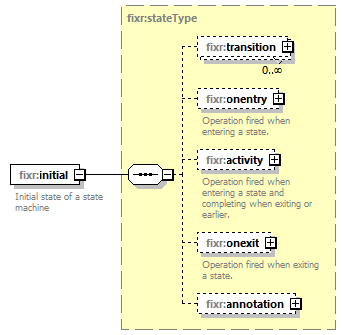 fixr:stateType
fixr:transition
0..∞
fixr:onentry
Operation fired when
entering a state.
fixr:initial
Initial state of a state
machine
fixr:activity
Operation fired when
entering a state and
completing when exiting or
earlier.
fixr:onexit
Operation fired when exiting
a state.
fixr:annotation